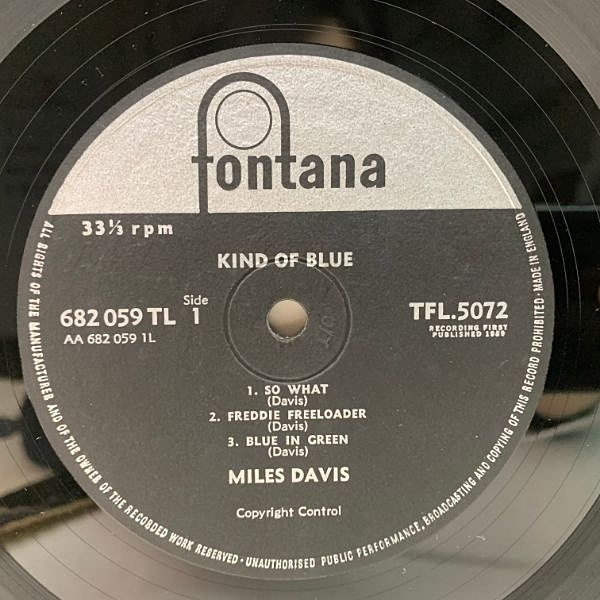 fontana
33⅓ rpm
KIND OF BLUE
682 059 TL
Side
1
TFL.5072
AA 682 059 1L
RECORDING FIRST
PUBLISHED 1959
1. SO WHAT
(Davis)
2. FREDDIE FREELOADER
(Davis)
3. BLUE IN GREEN
(Davis)
MILES DAVIS
Copyright Control
ALL RIGHTS OF THE MANUFACTURER AND OF THE OWNER OF THE RECORDED WORK RESERVED · UNAUTHORISED PUBLIC PERFORMANCE, BROADCASTING AND COPYING OF THIS RECORD PROHIBITED · MADE IN ENGLAND